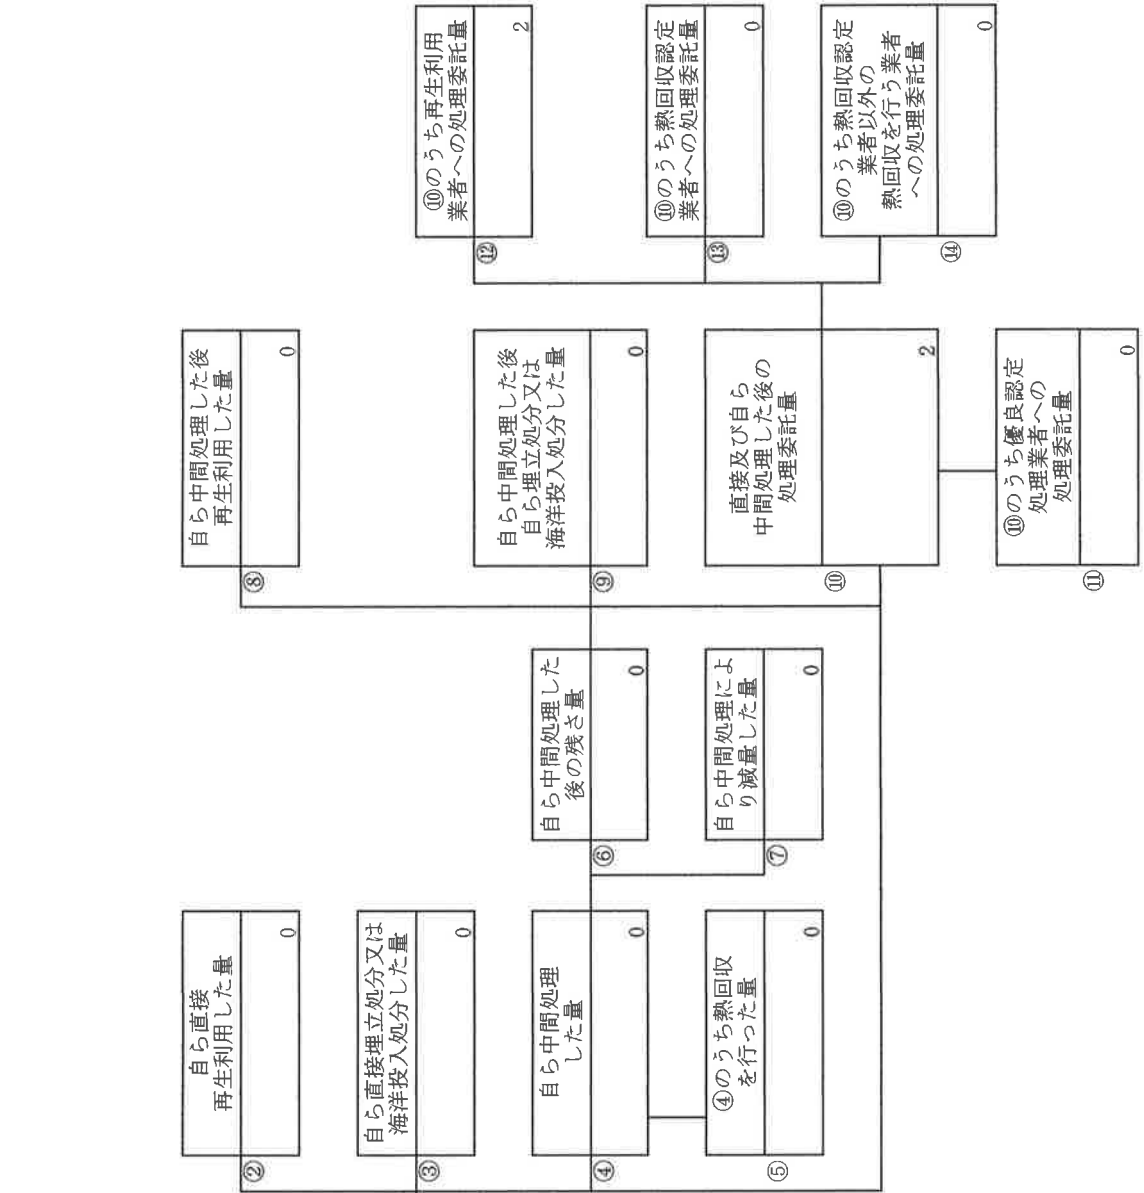 ②
自ら直接
再生利用した量
0
③
自ら直接埋立処分又は
海洋投入処分した量
0
④
自ら中間処理
した量
0
⑤
④のうち熱回収
を行った量
0
⑥
自ら中間処理した
後の残さ量
0
⑦
自ら中間処理によ
り減量した量
0
⑧
自ら中間処理した後
再生利用した量
0
⑨
自ら中間処理した後
自ら埋立処分又は
海洋投入処分した量
0
⑩
直接及び自ら
中間処理した後の
処理委託量
2
⑪
⑩のうち優良認定
処理業者への
処理委託量
0
⑫
⑩のうち再生利用
業者への処理委託量
2
⑬
⑩のうち熱回収認定
業者への処理委託量
0
⑭
⑩のうち熱回収認定
業者以外の
熱回収を行う業者
への処理委託量
0